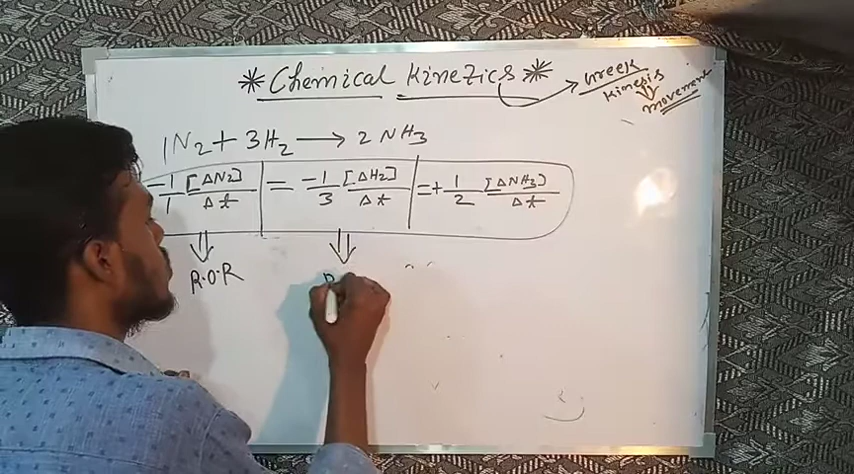 * Chemical Kinetics *
Greek
Kinesis
movement
1N₂ + 3H₂ → 2NH₃
-1/1 [ΔN₂]/Δt = -1/3 [ΔH₂]/Δt = +1/2 [ΔNH₃]/Δt
R.O.R R